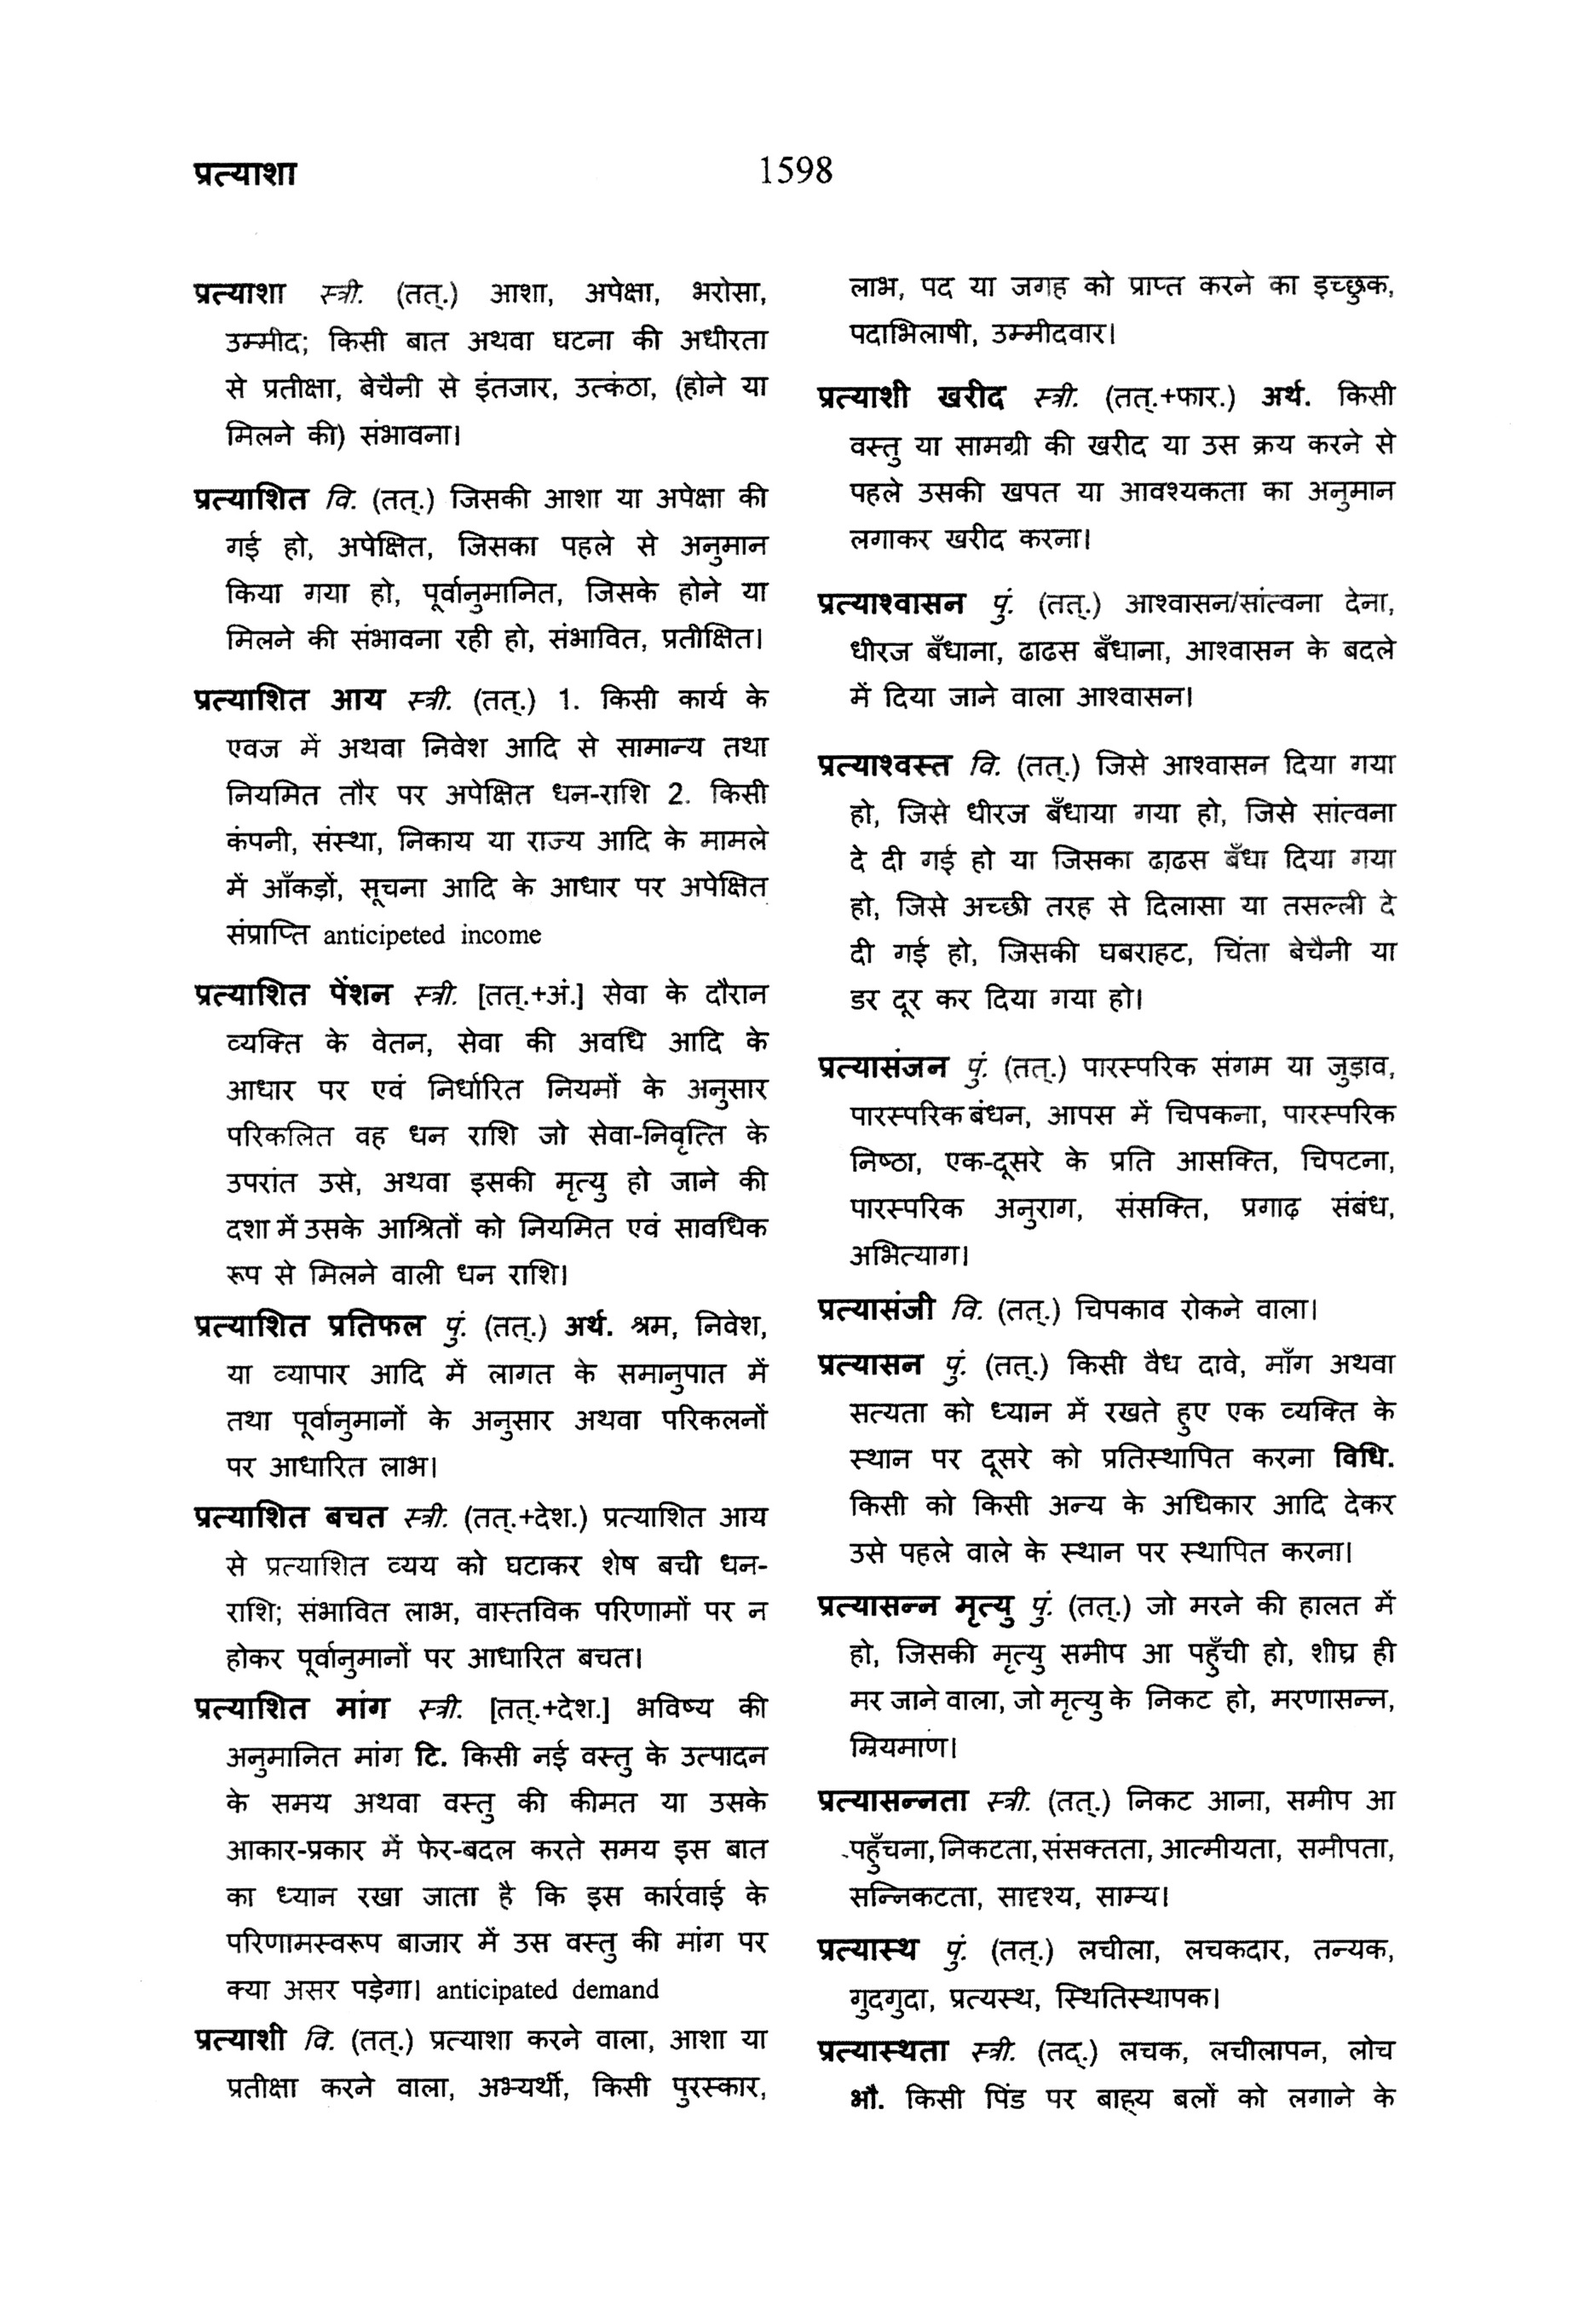 प्रत्याशा
1598
प्रत्याशा स्त्री. (तत्.) आशा, अपेक्षा, भरोसा,
उम्मीद; किसी बात अथवा घटना की अधीरता
से प्रतीक्षा, बेचैनी से इंतजार, उत्कंठा, (होने या
मिलने की) संभावना।
प्रत्याशित वि. (तत्.) जिसकी आशा या अपेक्षा की
गई हो, अपेक्षित, जिसका पहले से अनुमान
किया गया हो, पूर्वानुमानित, जिसके होने या
मिलने की संभावना रही हो, संभावित, प्रतीक्षित।
प्रत्याशित आय स्त्री. (तत्.) 1. किसी कार्य के
एवज में अथवा निवेश आदि से सामान्य तथा
नियमित तौर पर अपेक्षित धन-राशि 2. किसी
कंपनी, संस्था, निकाय या राज्य आदि के मामले
में आँकड़ों, सूचना आदि के आधार पर अपेक्षित
संप्राप्ति anticipeted income
प्रत्याशित पेंशन स्त्री. [तत्.+अं.] सेवा के दौरान
व्यक्ति के वेतन, सेवा की अवधि आदि के
आधार पर एवं निर्धारित नियमों के अनुसार
परिकलित वह धन राशि जो सेवा-निवृत्ति के
उपरांत उसे, अथवा इसकी मृत्यु हो जाने की
दशा में उसके आश्रितों को नियमित एवं सावधिक
रूप से मिलने वाली धन राशि।
प्रत्याशित प्रतिफल पुं. (तत्.) अर्थ. श्रम, निवेश,
या व्यापार आदि में लागत के समानुपात में
तथा पूर्वानुमानों के अनुसार अथवा परिकलनों
पर आधारित लाभ।
प्रत्याशित बचत स्त्री. (तत्.+देश.) प्रत्याशित आय
से प्रत्याशित व्यय को घटाकर शेष बची धन-
राशि; संभावित लाभ, वास्तविक परिणामों पर न
होकर पूर्वानुमानों पर आधारित बचत।
प्रत्याशित मांग स्त्री. [तत्.+देश.] भविष्य की
अनुमानित मांग टि. किसी नई वस्तु के उत्पादन
के समय अथवा वस्तु की कीमत या उसके
आकार-प्रकार में फेर-बदल करते समय इस बात
का ध्यान रखा जाता है कि इस कार्रवाई के
परिणामस्वरूप बाजार में उस वस्तु की मांग पर
क्या असर पड़ेगा। anticipated demand
प्रत्याशी वि. (तत्.) प्रत्याशा करने वाला, आशा या
प्रतीक्षा करने वाला, अभ्यर्थी, किसी पुरस्कार,
लाभ, पद या जगह को प्राप्त करने का इच्छुक,
पदाभिलाषी, उम्मीदवार।
प्रत्याशी खरीद स्त्री. (तत्.+फार.) अर्थ. किसी
वस्तु या सामग्री की खरीद या उस क्रय करने से
पहले उसकी खपत या आवश्यकता का अनुमान
लगाकर खरीद करना।
प्रत्याश्वासन पुं. (तत्.) आश्वासन/सांत्वना देना,
धीरज बँधाना, ढाढस बँधाना, आश्वासन के बदले
में दिया जाने वाला आश्वासन।
प्रत्याश्वस्त वि. (तत्.) जिसे आश्वासन दिया गया
हो, जिसे धीरज बँधाया गया हो, जिसे सांत्वना
दे दी गई हो या जिसका ढाढस बँधा दिया गया
हो, जिसे अच्छी तरह से दिलासा या तसल्ली दे
दी गई हो, जिसकी घबराहट, चिंता बेचैनी या
डर दूर कर दिया गया हो।
प्रत्यासंजन पुं. (तत्.) पारस्परिक संगम या जुड़ाव,
पारस्परिक बंधन, आपस में चिपकना, पारस्परिक
निष्ठा, एक-दूसरे के प्रति आसक्ति, चिपटना,
पारस्परिक अनुराग, संसक्ति, प्रगाढ़ संबंध,
अभित्याग।
प्रत्यासंजी वि. (तत्.) चिपकाव रोकने वाला।
प्रत्यासन पुं. (तत्.) किसी वैध दावे, माँग अथवा
सत्यता को ध्यान में रखते हुए एक व्यक्ति के
स्थान पर दूसरे को प्रतिस्थापित करना विधि.
किसी को किसी अन्य के अधिकार आदि देकर
उसे पहले वाले के स्थान पर स्थापित करना।
प्रत्यासन्न मृत्यु पुं. (तत्.) जो मरने की हालत में
हो, जिसकी मृत्यु समीप आ पहुँची हो, शीघ्र ही
मर जाने वाला, जो मृत्यु के निकट हो, मरणासन्न,
म्रियमाण।
प्रत्यासन्नता स्त्री. (तत्.) निकट आना, समीप आ
पहुँचना, निकटता, संसक्तता, आत्मीयता, समीपता,
सन्निकटता, सादृश्य, साम्य।
प्रत्यास्थ पुं. (तत्.) लचीला, लचकदार, तन्यक,
गुदगुदा, प्रत्यस्थ, स्थितिस्थापक।
प्रत्यास्थता स्त्री. (तद्.) लचक, लचीलापन, लोच
भौ. किसी पिंड पर बाह्य बलों को लगाने के